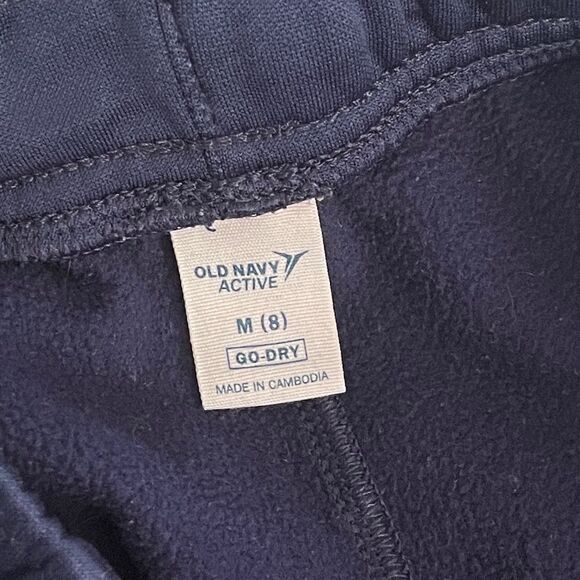 OLD NAVY
ACTIVE
M (8)
GO-DRY
MADE IN CAMBODIA